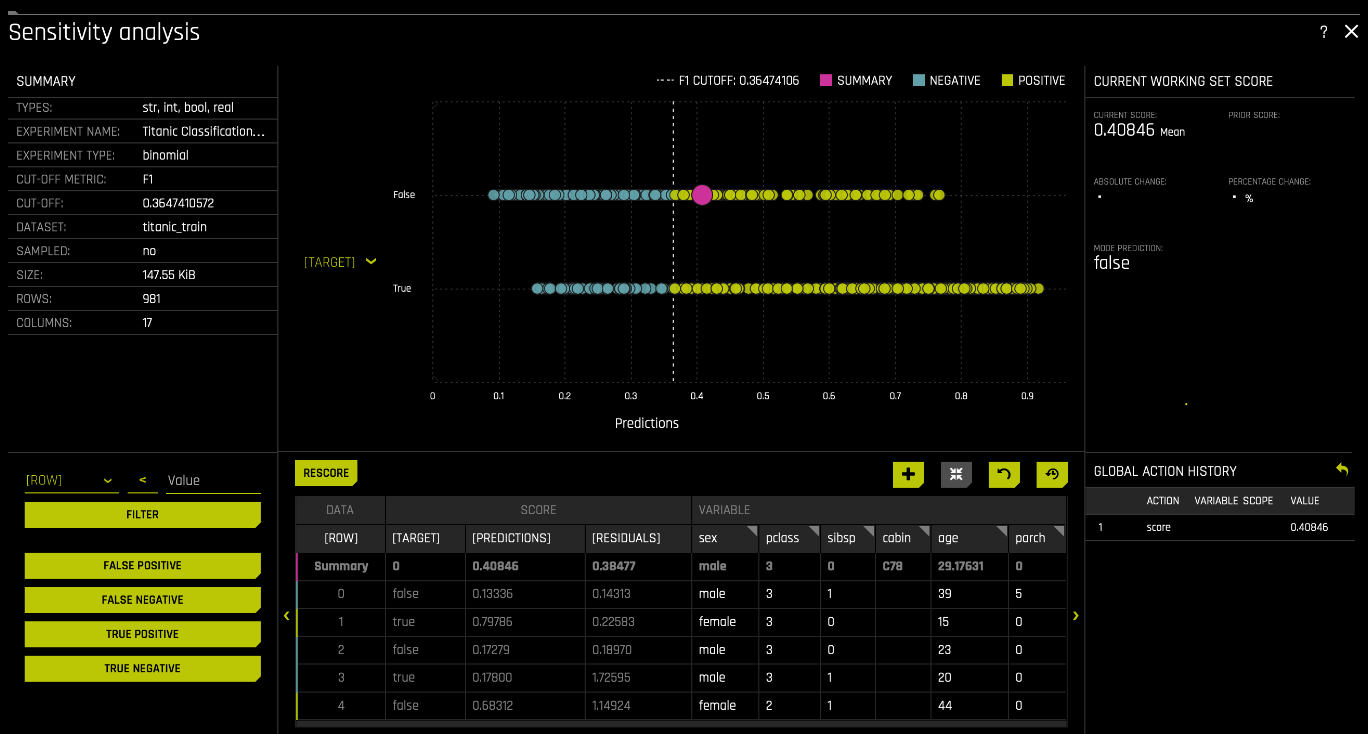 Sensitivity analysis
?
SUMMARY
TYPES: str, int, bool, real
EXPERIMENT NAME: Titanic Classification...
EXPERIMENT TYPE: binomial
CUT-OFF METRIC: F1
CUT-OFF: 0.3647410572
DATASET: titanic_train
SAMPLED: no
SIZE: 147.55 KiB
ROWS: 981
COLUMNS: 17
F1 CUTOFF: 0.36474106 SUMMARY NEGATIVE POSITIVE
False
[TARGET]
True
0 0.1 0.2 0.3 0.4 0.5 0.6 0.7 0.8 0.9
Predictions
CURRENT WORKING SET SCORE
CURRENT SCORE: PRIOR SCORE:
0.40846 Mean
ABSOLUTE CHANGE: PERCENTAGE CHANGE:
- - %
MODE PREDICTION:
false
[ROW] < Value
FILTER
FALSE POSITIVE
FALSE NEGATIVE
TRUE POSITIVE
TRUE NEGATIVE
RESCORE
DATA SCORE VARIABLE
[ROW] [TARGET] [PREDICTIONS] [RESIDUALS] sex pclass sibsp cabin age parch
Summary 0 0.40846 0.38477 male 3 0 C78 29.17631 0
0 false 0.13336 0.14313 male 3 1 39 5
1 true 0.79786 0.22583 female 3 0 15 0
2 false 0.17279 0.18970 male 3 0 23 0
3 true 0.17800 1.72595 male 3 1 20 0
4 false 0.68312 1.14924 female 2 1 44 0
GLOBAL ACTION HISTORY
ACTION VARIABLE SCOPE VALUE
1 score 0.40846